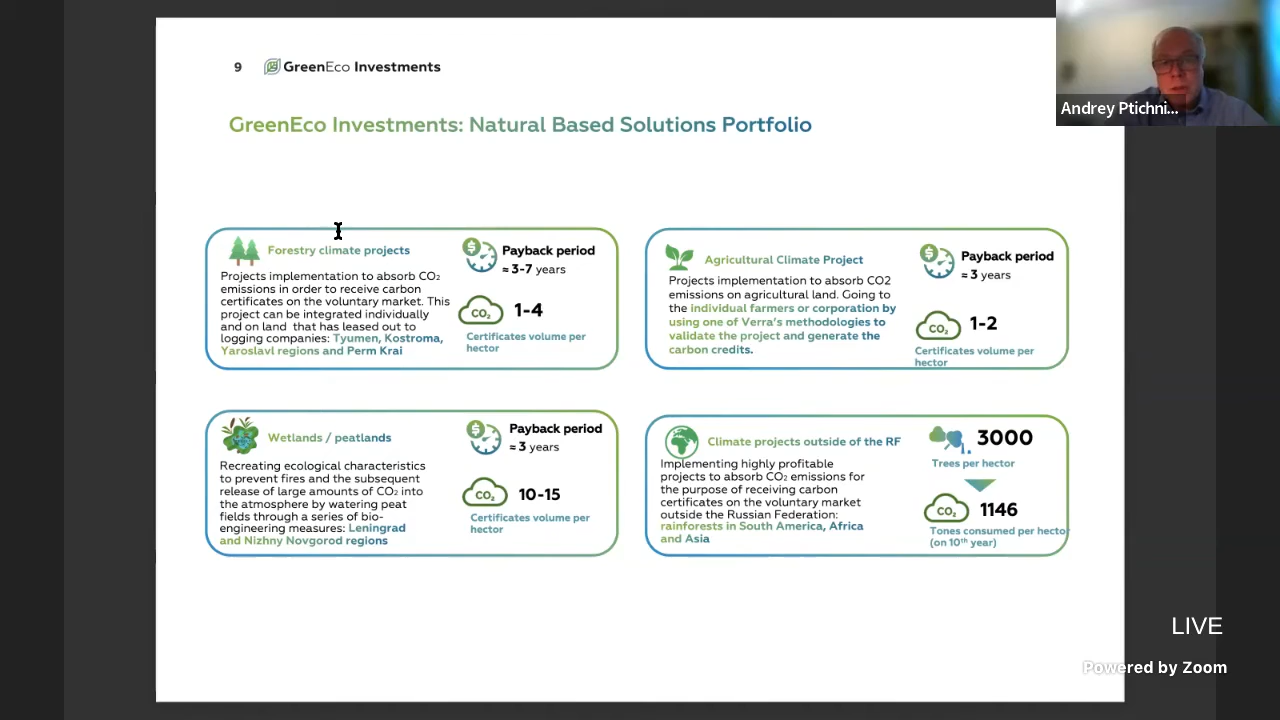 9 GreenEco Investments
Andrey Ptichni...
GreenEco Investments: Natural Based Solutions Portfolio
Forestry climate projects
Projects implementation to absorb CO₂
emissions in order to receive carbon
certificates on the voluntary market. This
project can be integrated individually
and on land that has leased out to
logging companies: Tyumen, Kostroma,
Yaroslavl regions and Perm Krai
Payback period
≈ 3-7 years
CO₂ 1-4
Certificates volume per
hector
Agricultural Climate Project
Projects implementation to absorb CO2
emissions on agricultural land. Going to
the individual farmers or corporation by
using one of Verra's methodologies to
validate the project and generate the
carbon credits.
Payback period
≈ 3 years
CO₂ 1-2
Certificates volume per
hector
Wetlands / peatlands
Recreating ecological characteristics
to prevent fires and the subsequent
release of large amounts of CO₂ into
the atmosphere by watering peat
fields through a series of bio-
engineering measures: Leningrad
and Nizhny Novgorod regions
Payback period
≈ 3 years
CO₂ 10-15
Certificates volume per
hector
Climate projects outside of the RF
Implementing highly profitable
projects to absorb CO₂ emissions for
the purpose of receiving carbon
certificates on the voluntary market
outside the Russian Federation:
rainforests in South America, Africa
and Asia
3000
Trees per hector
CO₂ 1146
Tones consumed per hector
(on 10th year)
LIVE
Powered by Zoom